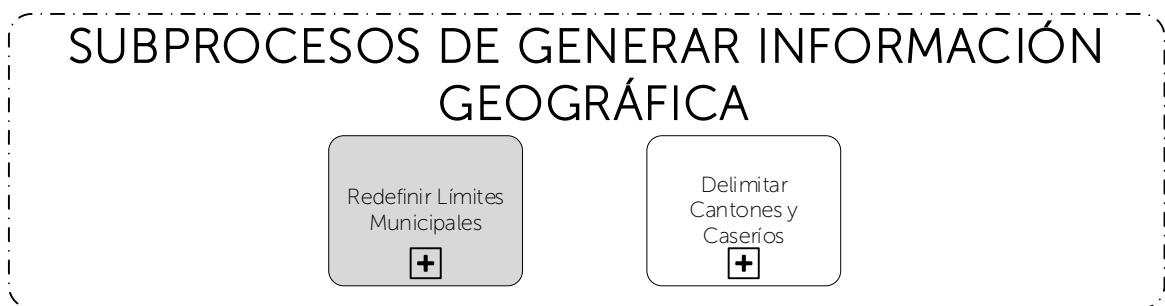 SUBPROCESOS DE GENERAR INFORMACIÓN
GEOGRÁFICA
Redefinir Límites
Municipales
Delimitar
Cantones y
Caseríos